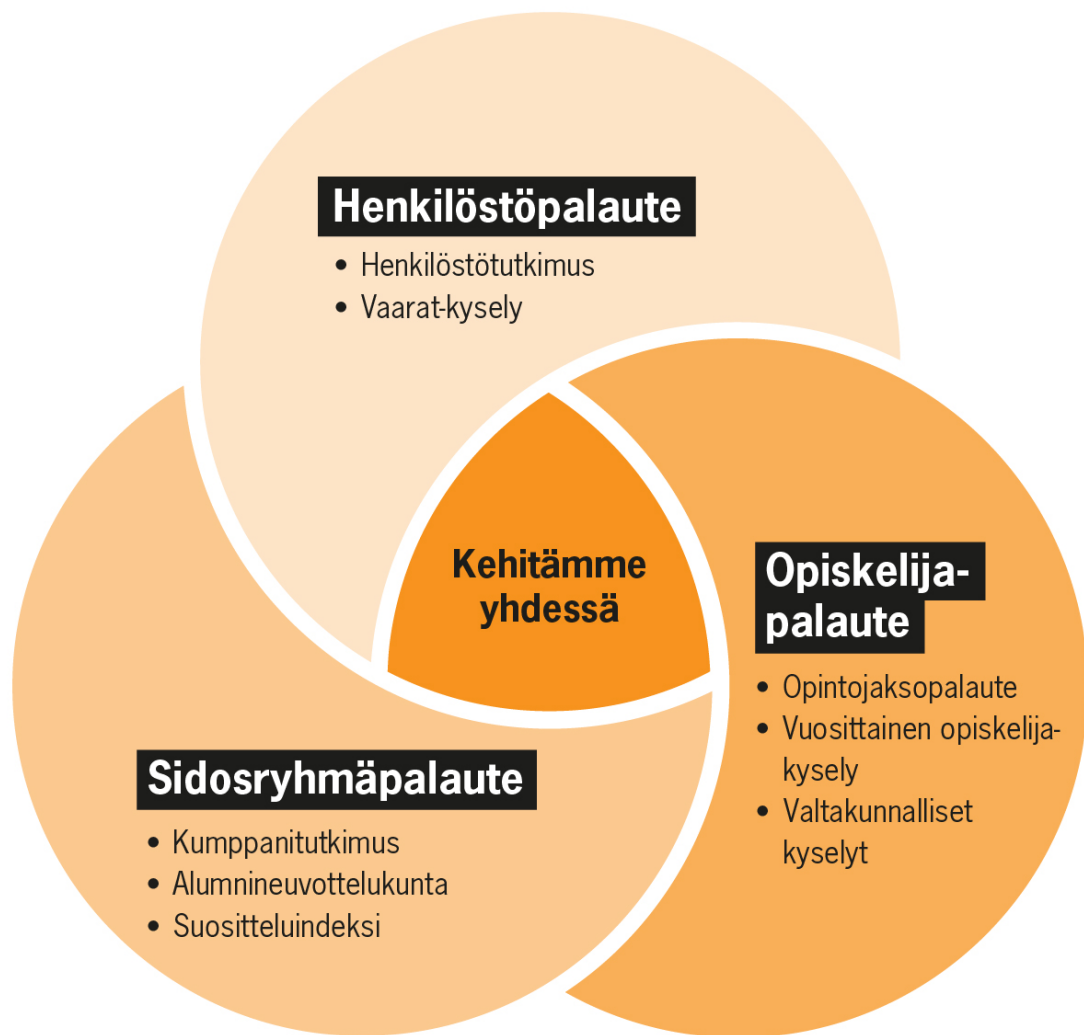 Henkilöstöpalaute
• Henkilöstötutkimus
• Vaarat-kysely
Kehitämme
yhdessä
Opiskelija-
palaute
• Opintojaksopalaute
• Vuosittainen opiskelija-
kysely
• Valtakunnalliset
kyselyt
Sidosryhmäpalaute
• Kumppanitutkimus
• Alumnineuvottelukunta
• Suositteluindeksi